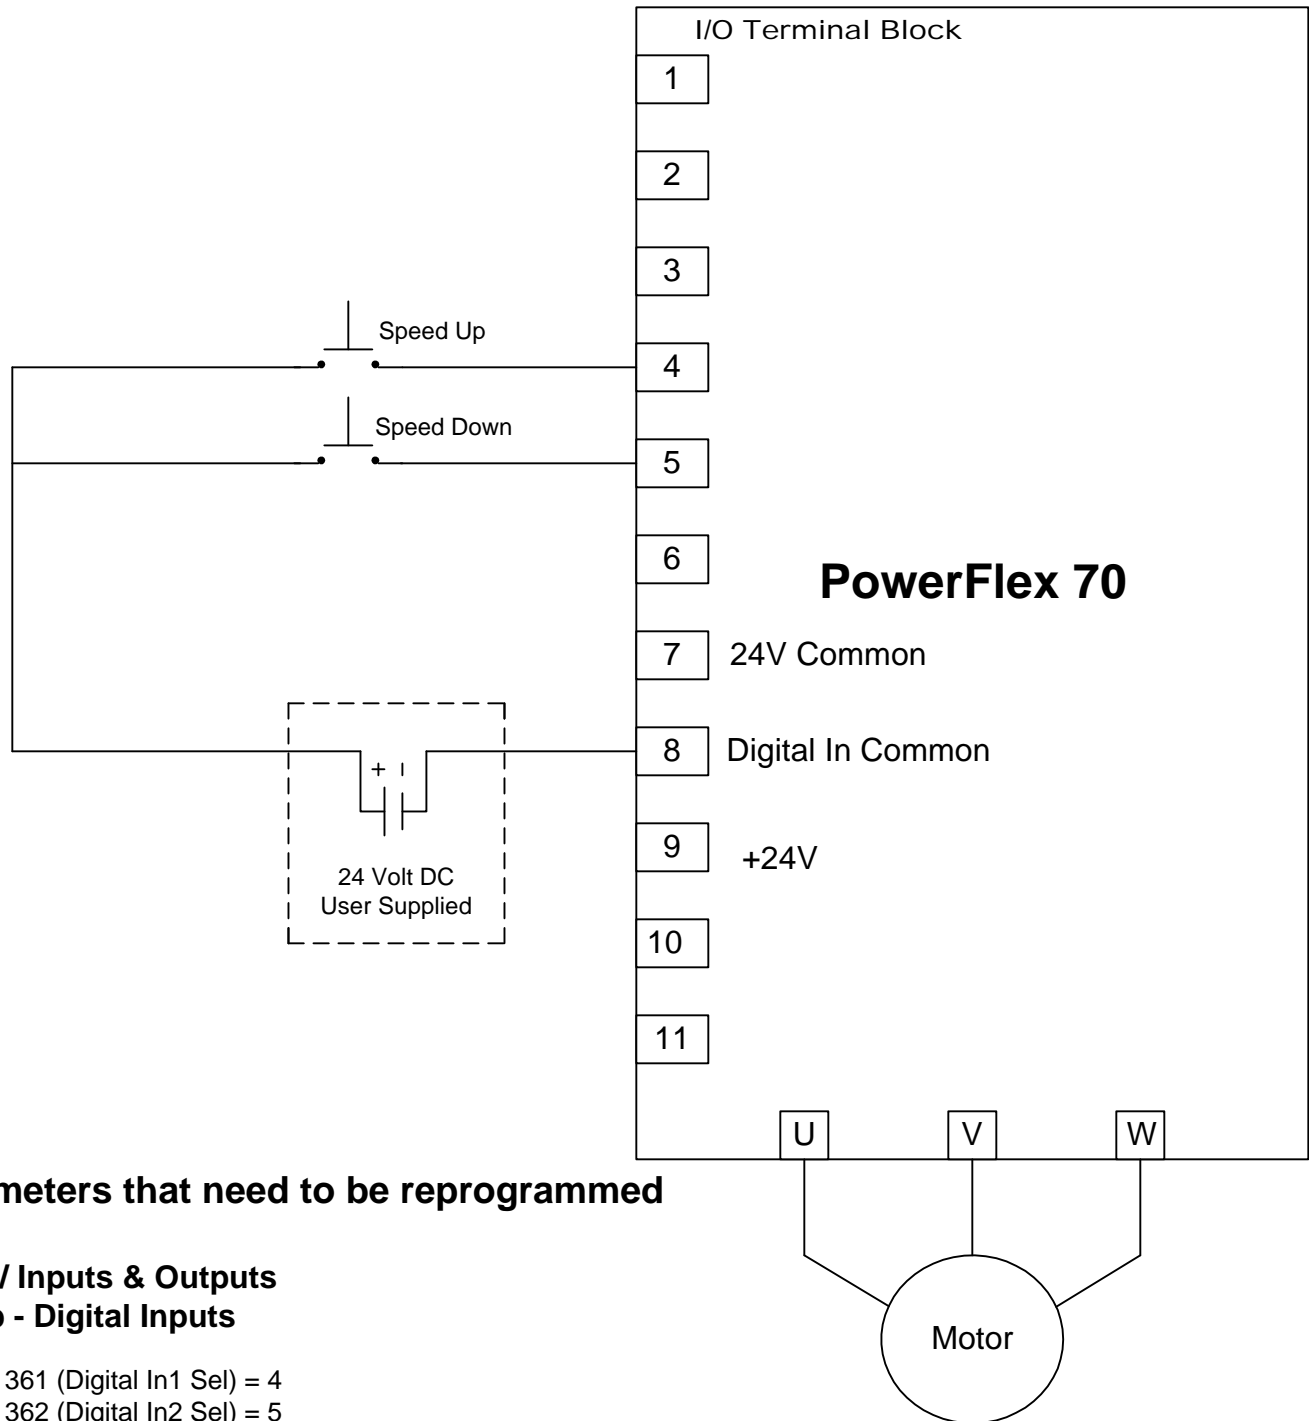 I/O Terminal Block
1
2
3
Speed Up
4
Speed Down
5
6
PowerFlex 70
7 24V Common
8 Digital In Common
+ -
9 +24V
24 Volt DC
User Supplied
10
11
U V W
meters that need to be reprogrammed
/ Inputs & Outputs
- Digital Inputs
Motor
361 (Digital In1 Sel) = 4
362 (Digital In2 Sel) = 5